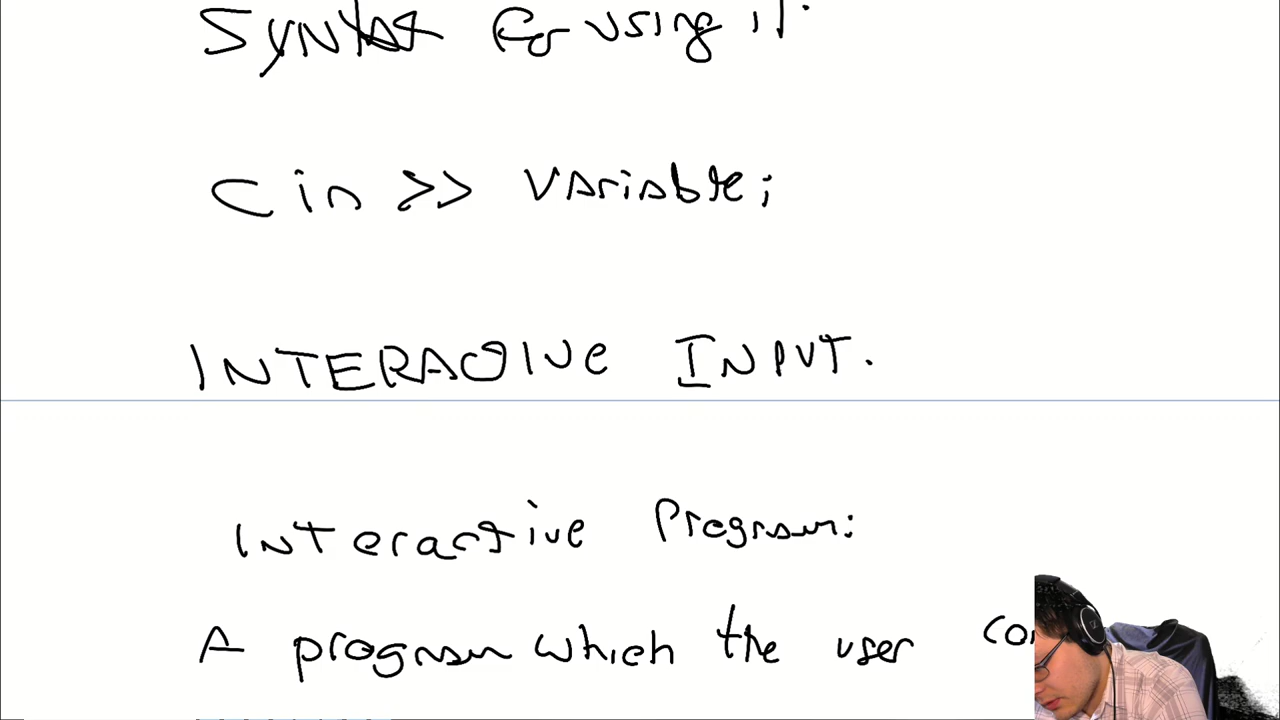 SYNTAX for using it.
Cin >> variable;
INTERACTIVE INPUT.
INTeractive Program:
A program which the user